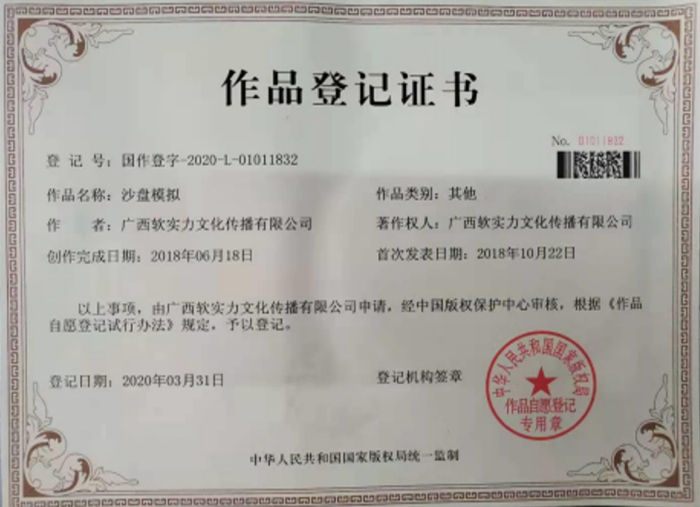 作品登记证书
No. 01011832
登 记 号：国作登字-2020-L-01011832
作品名称：沙盘模拟 作品类别：其他
作 者：广西软实力文化传播有限公司 著作权人：广西软实力文化传播有限公司
创作完成日期：2018年06月18日 首次发表日期：2018年10月22日
以上事项，由广西软实力文化传播有限公司申请，经中国版权保护中心审核，根据《作品
自愿登记试行办法》规定，予以登记。
登记日期：2020年03月31日 登记机构签章
中华人民共和国国家版权局
作品自愿登记
专用章
中华人民共和国国家版权局统一监制